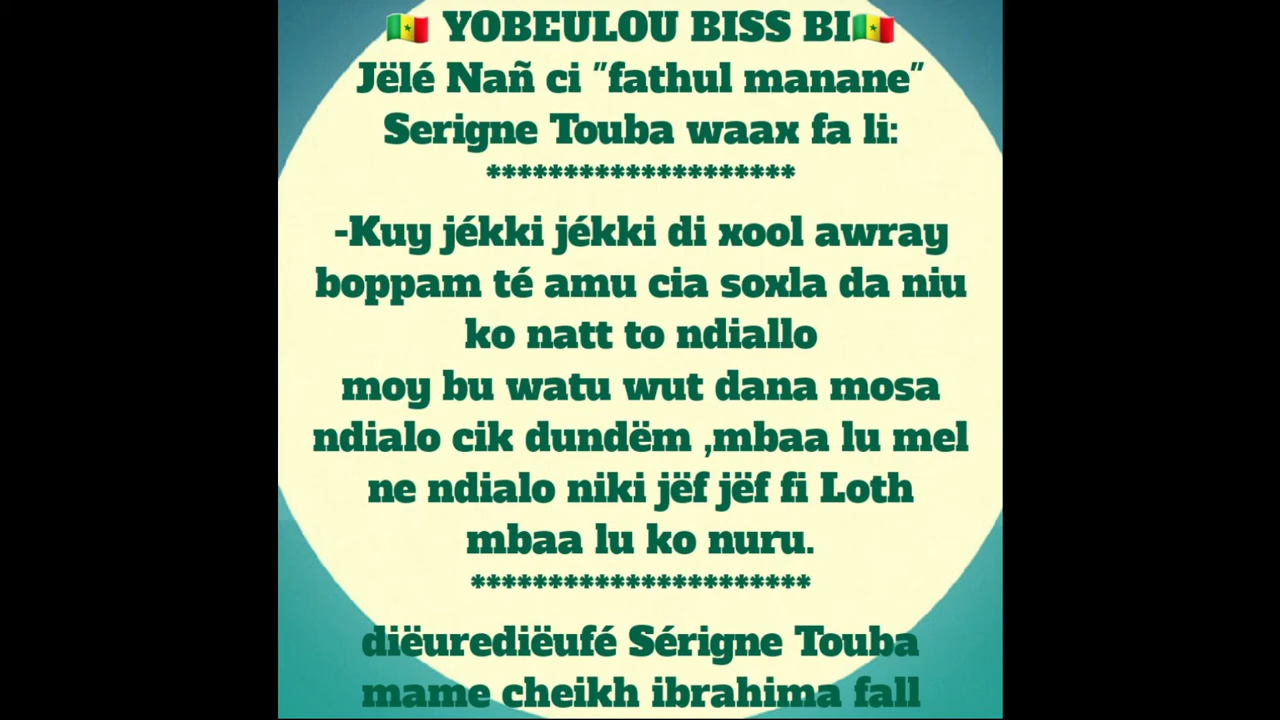 🇸🇳 YOBEULOU BISS BI🇸🇳
Jëlé Nañ ci "fathul manane"
Serigne Touba waax fa li:
********************
-Kuy jékki jékki di xool awray
boppam té amu cia soxla da niu
ko natt to ndiallo
moy bu watu wut dana mosa
ndialo cik dundëm ,mbaa lu mel
ne ndialo niki jëf jëf fi Loth
mbaa lu ko nuru.
**********************
diëurediëufé Sérigne Touba
mame cheikh ibrahima fall